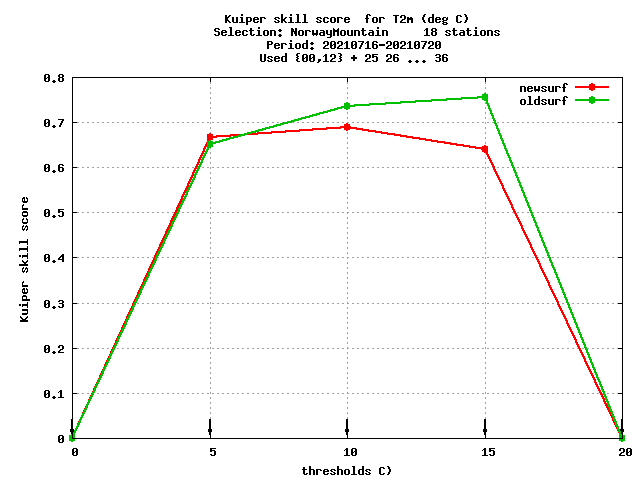 Kuiper skill score  for T2m (deg C)
Selection: NorwayMountain     18 stations
Period: 20210716-20210720
Used {00,12} + 25 26 ... 36
newsurf
oldsurf
0.8
0.7
0.6
0.5
0.4
0.3
0.2
0.1
0
Kuiper skill score
0 5 10 15 20
thresholds C)